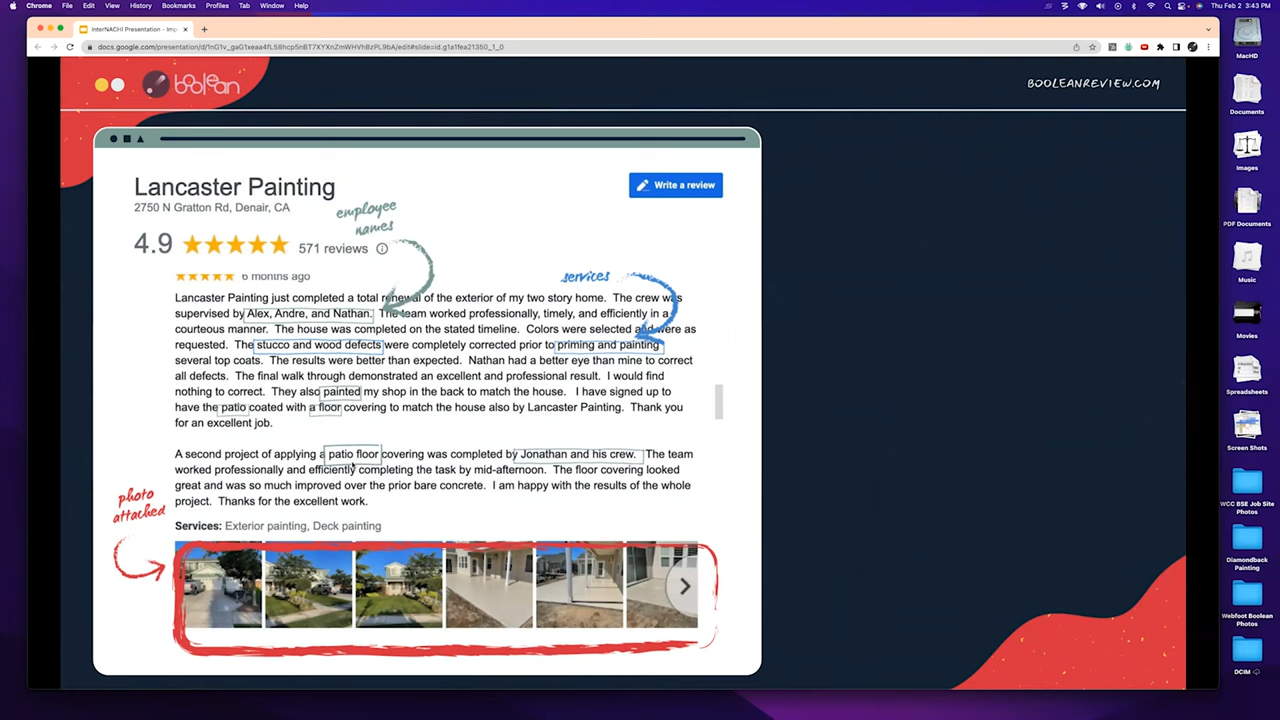 Chrome File Edit View History Bookmarks Profiles Tab Window Help
Thu Feb 2 3:43 PM
InterNACHI Presentation - Imp
docs.google.com/presentation/d/1nG1v_gaG1xeaa4fL58hcp5nBT7XYXnZmWHVhBzPL9bA/edit#slide=id.g1a1fea21350_1_0
boolean
BOOLEANREVIEW.COM
Lancaster Painting
Write a review
2750 N Gratton Rd, Denair, CA
employee
names
4.9 571 reviews
services
6 months ago
Lancaster Painting just completed a total renewal of the exterior of my two story home. The crew was
supervised by Alex, Andre, and Nathan. The team worked professionally, timely, and efficiently in a
courteous manner. The house was completed on the stated timeline. Colors were selected and were as
requested. The stucco and wood defects were completely corrected prior to priming and painting
several top coats. The results were better than expected. Nathan had a better eye than mine to correct
all defects. The final walk through demonstrated an excellent and professional result. I would find
nothing to correct. They also painted my shop in the back to match the house. I have signed up to
have the patio coated with a floor covering to match the house also by Lancaster Painting. Thank you
for an excellent job.
A second project of applying a patio floor covering was completed by Jonathan and his crew. The team
worked professionally and efficiently completing the task by mid-afternoon. The floor covering looked
great and was so much improved over the prior bare concrete. I am happy with the results of the whole
project. Thanks for the excellent work.
photo
attached
Services: Exterior painting, Deck painting
MacHD
Documents
Images
PDF Documents
Music
Movies
Spreadsheets
Screen Shots
WCC BSE Job Site
Photos
Diamondback
Painting
Webfoot Boolean
Photos
DCIM